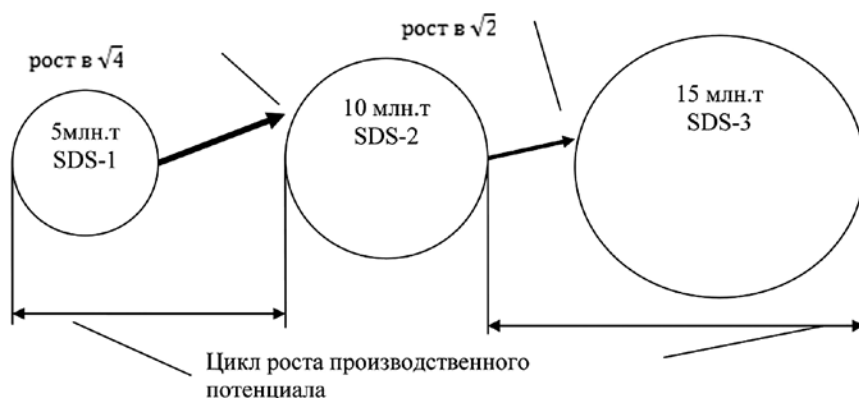 рост в √4
рост в √2
5млн.т
SDS-1
10 млн.т
SDS-2
15 млн.т
SDS-3
Цикл роста производственного
потенциала